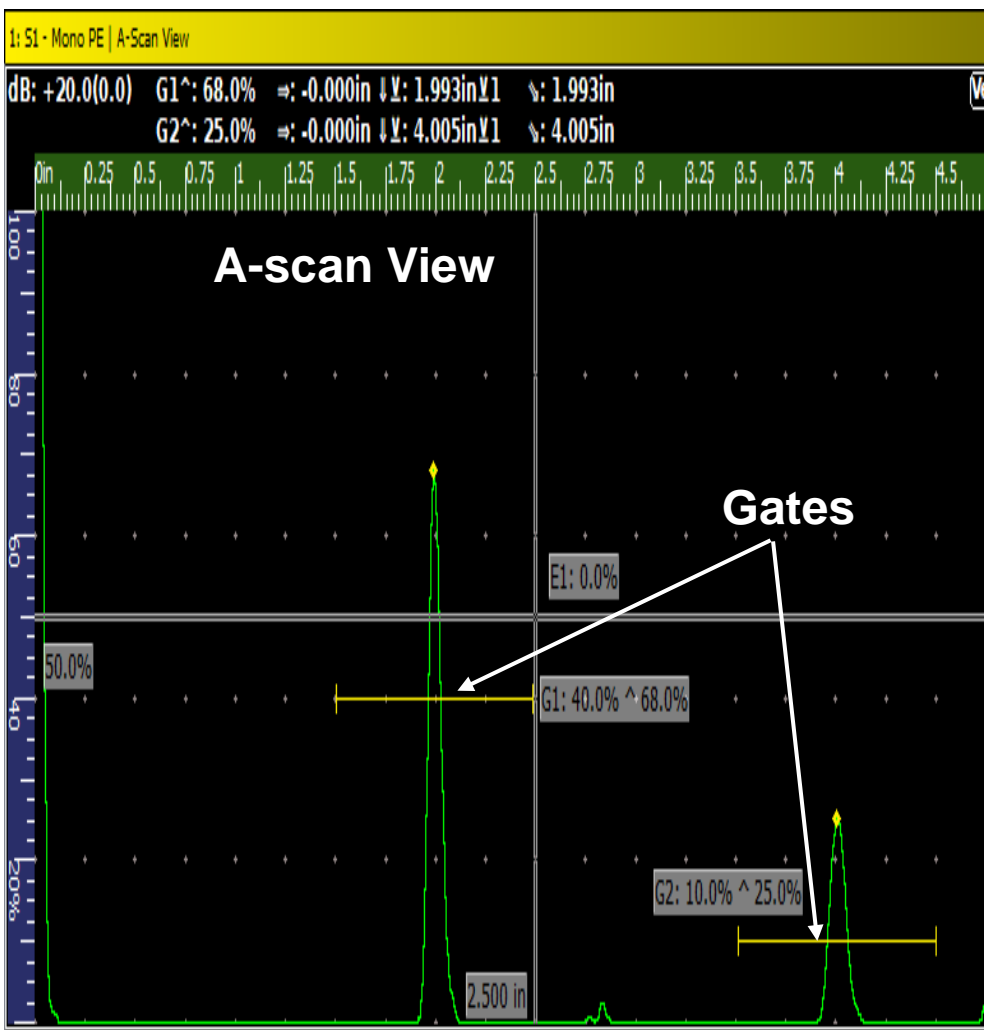 1: S1 - Mono PE | A-Scan View
dB: +20.0(0.0) G1^: 68.0% ⇒: -0.000in ↓⊻: 1.993in⊻1 ⇘: 1.993in
G2^: 25.0% ⇒: -0.000in ↓⊻: 4.005in⊻1 ⇘: 4.005in
0in 0.25 0.5 0.75 1 1.25 1.5 1.75 2 2.25 2.5 2.75 3 3.25 3.5 3.75 4 4.25 4.5
100
A-scan View
80
Gates
60
E1: 0.0%
50.0%
G1: 40.0% ^ 68.0%
40
G2: 10.0% ^ 25.0%
20%
2.500 in